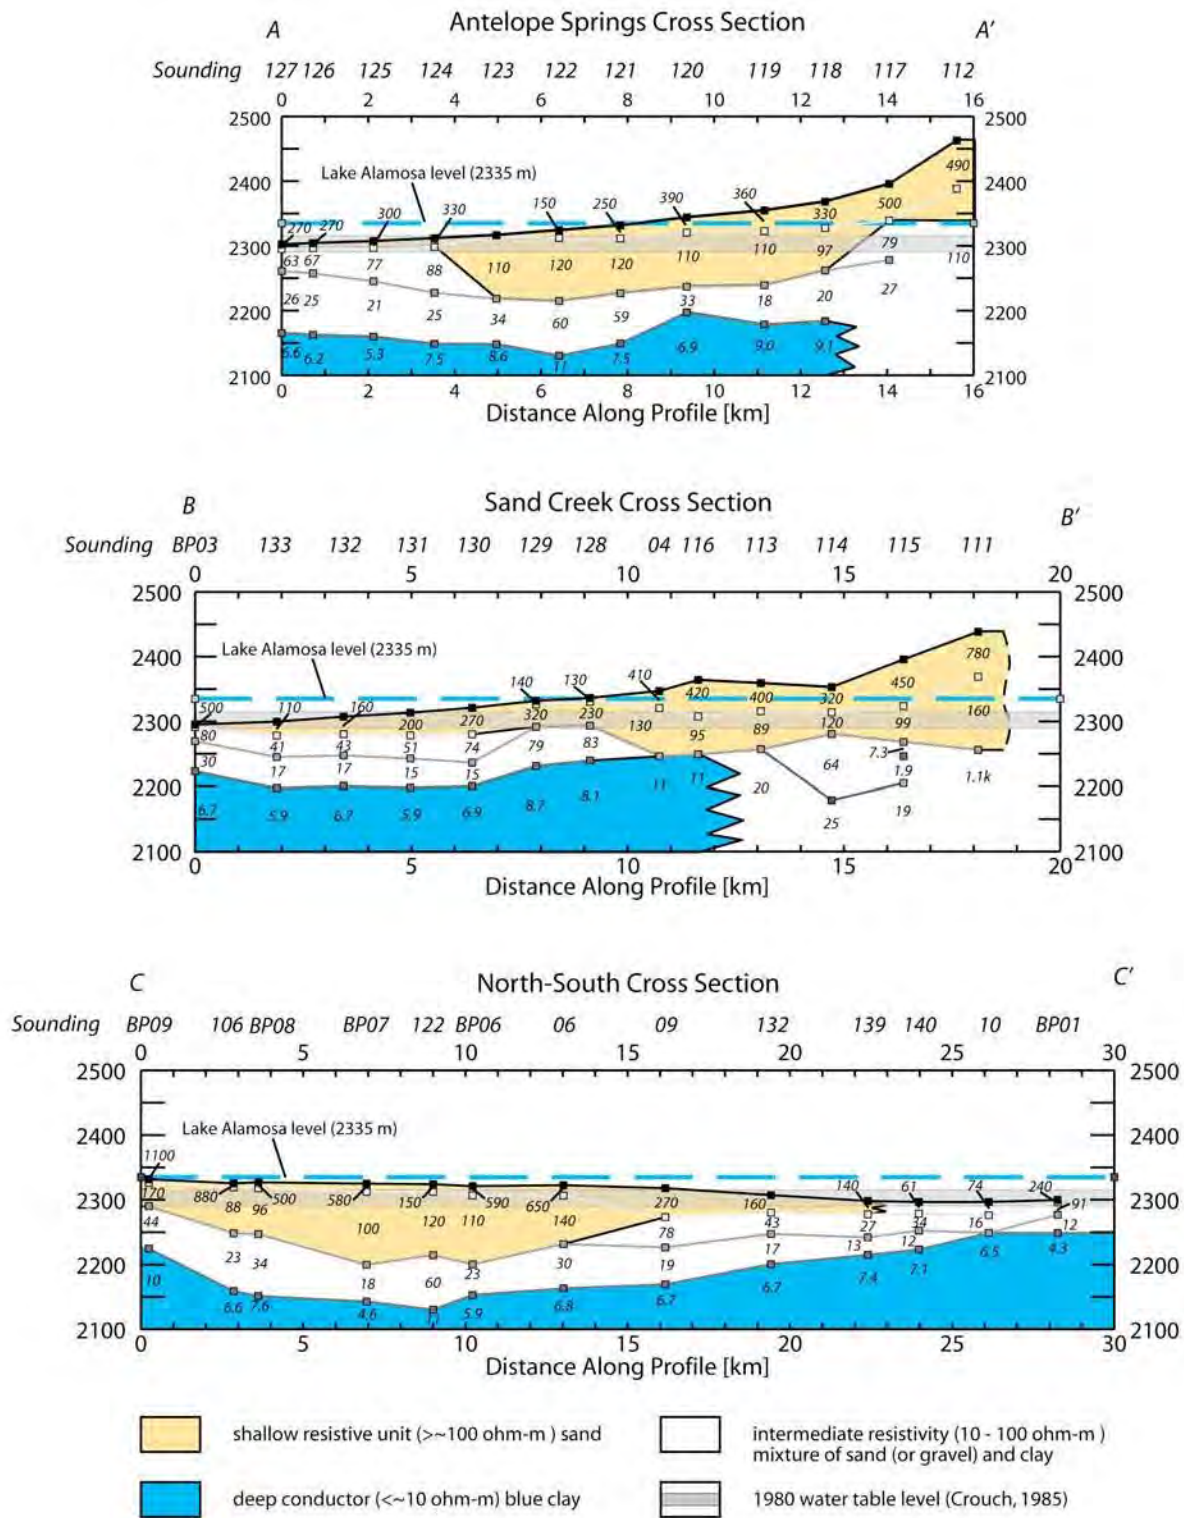 Antelope Springs Cross Section
A A'
Sounding 127 126 125 124 123 122 121 120 119 118 117 112
0 2 4 6 8 10 12 14 16
2500 2500
2400 2400
2300 2300
2200 2200
2100 2100
Lake Alamosa level (2335 m)
270 270 300 330 150 250 390 360 330 500 490
63 67 77 88 110 120 120 110 110 97 79 110
26 25 21 25 34 60 59 33 18 20 27
6.6 6.2 5.3 7.5 8.6 11 7.5 6.9 9.0 9.1
0 2 4 6 8 10 12 14 16
Distance Along Profile [km]
Sand Creek Cross Section
B B'
Sounding BP03 133 132 131 130 129 128 04 116 113 114 115 111
0 5 10 15 20
2500 2500
2400 2400
2300 2300
2200 2200
2100 2100
Lake Alamosa level (2335 m)
500 110 160 200 270 140 130 410 420 400 320 450 780
80 41 43 51 74 320 230 130 95 89 120 99 160
30 17 17 15 15 79 83 11 11 20 64 7.3 1.1k
6.7 5.9 6.7 5.9 6.9 8.7 8.1 25 1.9
19
0 5 10 15 20
Distance Along Profile [km]
North-South Cross Section
C C'
Sounding BP09 106 BP08 BP07 122 BP06 06 09 132 139 140 10 BP01
0 5 10 15 20 25 30
2500 2500
2400 2400
2300 2300
2200 2200
2100 2100
Lake Alamosa level (2335 m)
1100 880 500 580 150 590 650 270 160 140 61 74 240
170 88 96 100 120 110 140 78 43 27 34 16 91
44 23 34 18 60 23 30 19 17 13 12 6.5 12
10 6.6 7.6 4.6 11 5.9 6.8 6.7 6.7 7.4 7.1 4.3
0 5 10 15 20 25 30
Distance Along Profile [km]
shallow resistive unit (>~100 ohm-m ) sand
deep conductor (<~10 ohm-m) blue clay
intermediate resistivity (10 - 100 ohm-m )
mixture of sand (or gravel) and clay
1980 water table level (Crouch, 1985)